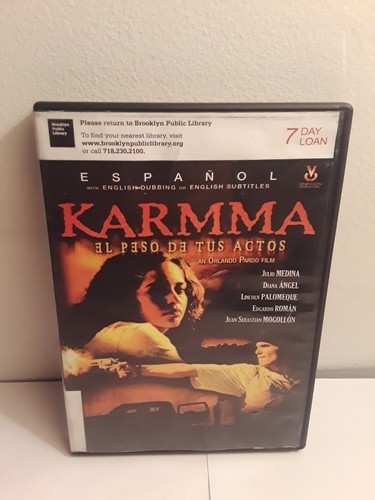 Brooklyn
Public
Library
Please return to Brooklyn Public Library
To find your nearest library, visit
www.brooklynpubliclibrary.org
or call 718.230.2100.
7 DAY
LOAN
ESPAÑOL
WITH ENGLISH DUBBING OR ENGLISH SUBTITLES
KARMMA
EL PESO DE TUS ACTOS
AN ORLANDO PARDO FILM
JULIO MEDINA
DIANA ÁNGEL
LINCOLN PALOMEQUE
EDGARDO ROMÁN
JUAN SEBASTIAN MOGOLLÓN